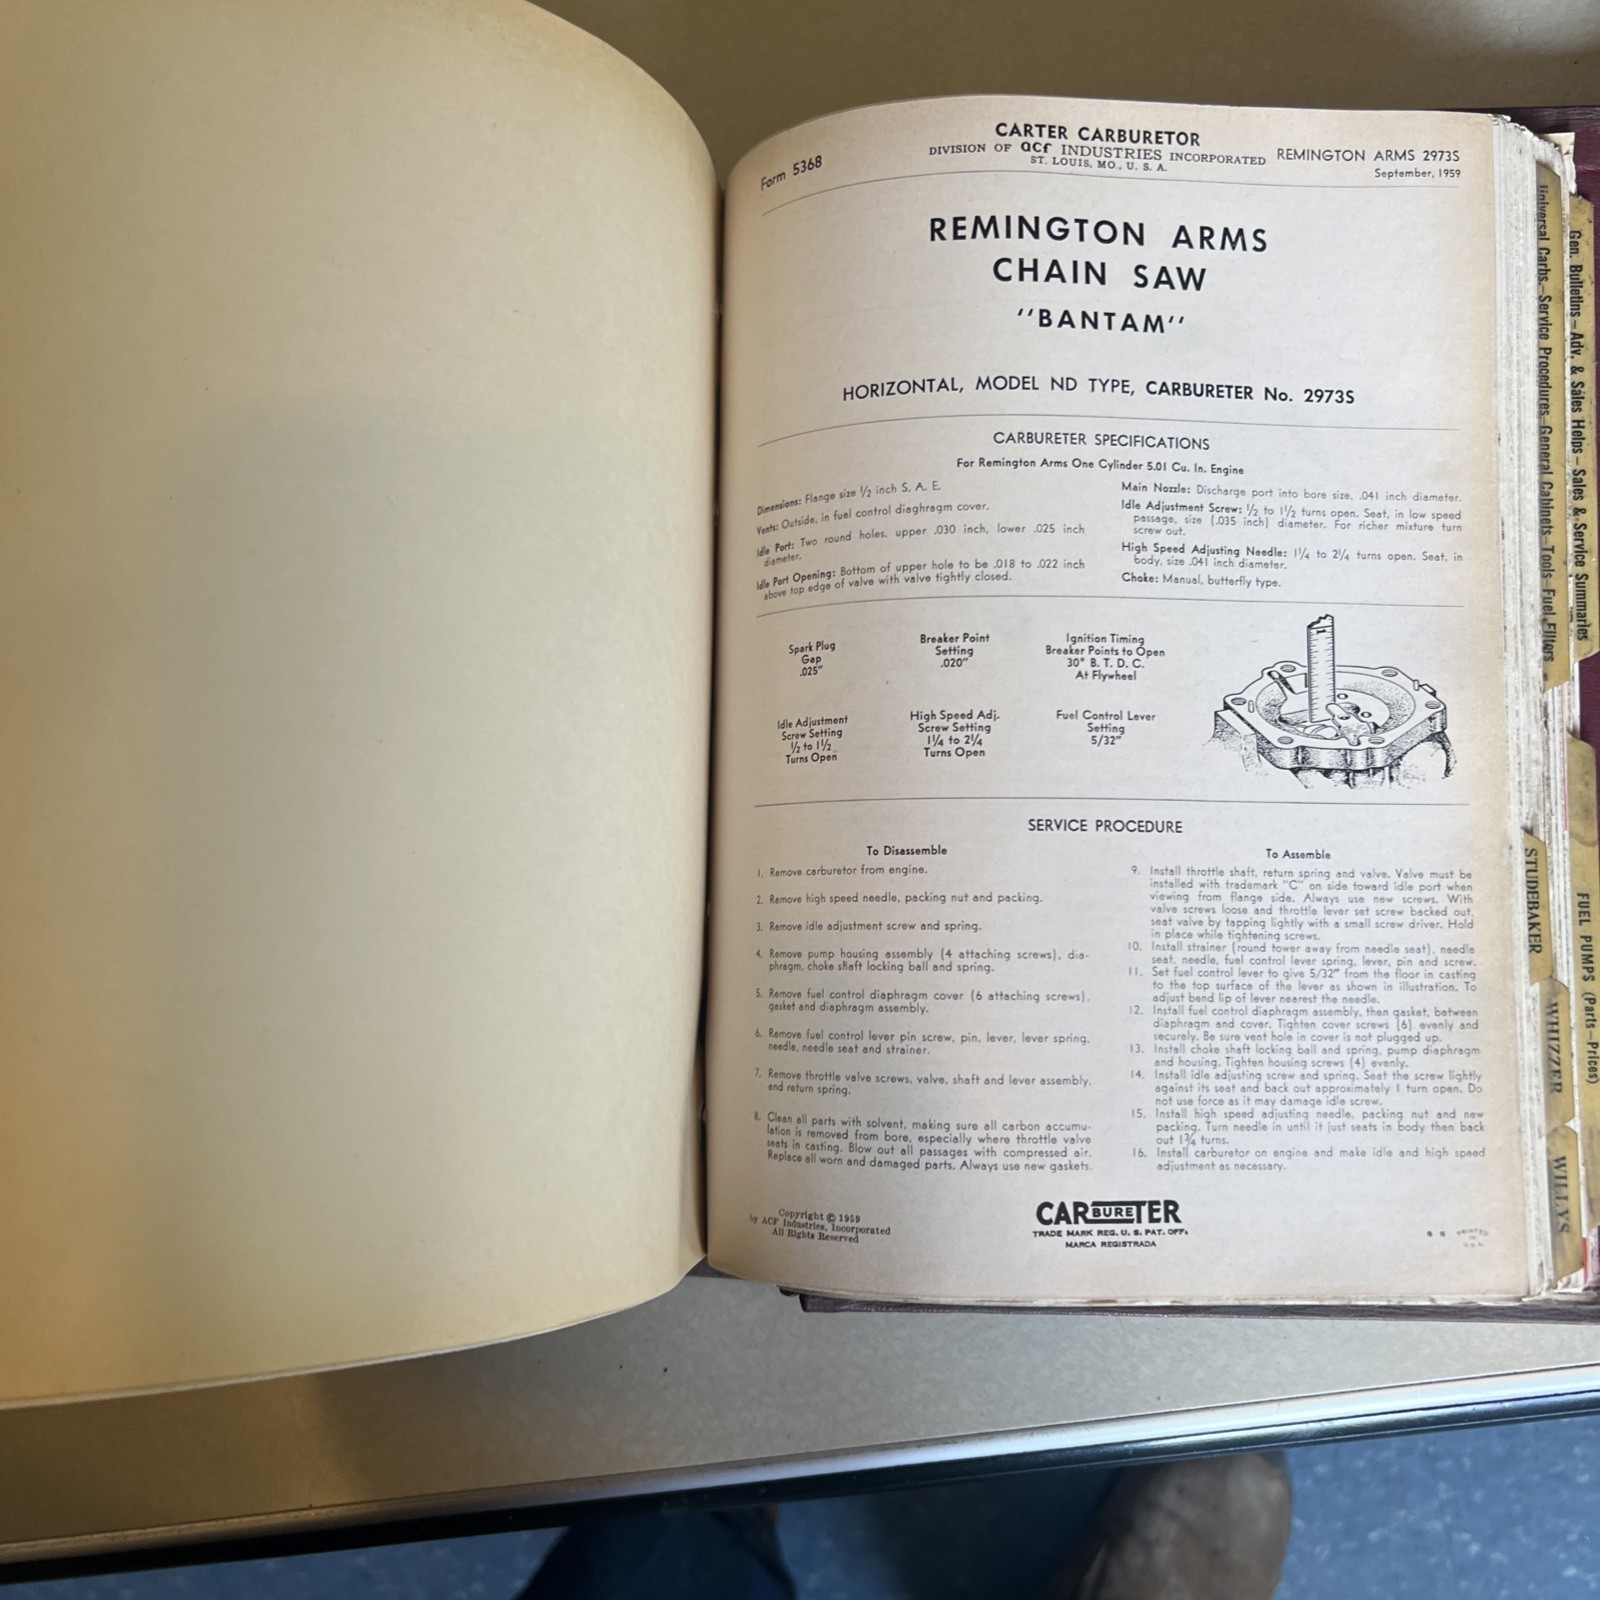 Form 5368
CARTER CARBURETOR
DIVISION OF acf INDUSTRIES INCORPORATED
ST. LOUIS, MO., U. S. A.
REMINGTON ARMS 2973S
September, 1959
REMINGTON ARMS
CHAIN SAW
"BANTAM"
HORIZONTAL, MODEL ND TYPE, CARBURETER No. 2973S
CARBURETER SPECIFICATIONS
For Remington Arms One Cylinder 5.01 Cu. In. Engine
Dimensions: Flange size 1/2 inch S. A. E.
Vents: Outside, in fuel control diaghragm cover.
Idle Port: Two round holes, upper .030 inch, lower .025 inch
diameter.
Idle Port Opening: Bottom of upper hole to be .018 to .022 inch
above top edge of valve with valve tightly closed.
Main Nozzle: Discharge port into bore size, .041 inch diameter.
Idle Adjustment Screw: 1/2 to 1 1/2 turns open. Seat, in low speed
passage, size (.035 inch) diameter. For richer mixture turn
screw out.
High Speed Adjusting Needle: 1 1/4 to 2 1/4 turns open. Seat, in
body, size .041 inch diameter.
Choke: Manual, butterfly type.
Spark Plug
Gap
.025"
Breaker Point
Setting
.020"
Ignition Timing
Breaker Points to Open
30° B. T. D. C.
At Flywheel
Idle Adjustment
Screw Setting
1/2 to 1 1/2
Turns Open
High Speed Adj.
Screw Setting
1 1/4 to 2 1/4
Turns Open
Fuel Control Lever
Setting
5/32"
SERVICE PROCEDURE
To Disassemble
1. Remove carburetor from engine.
2. Remove high speed needle, packing nut and packing.
3. Remove idle adjustment screw and spring.
4. Remove pump housing assembly (4 attaching screws), dia-
phragm, choke shaft locking ball and spring.
5. Remove fuel control diaphragm cover (6 attaching screws),
gasket and diaphragm assembly.
6. Remove fuel control lever pin screw, pin, lever, lever spring,
needle, needle seat and strainer.
7. Remove throttle valve screws, valve, shaft and lever assembly,
and return spring.
8. Clean all parts with solvent, making sure all carbon accumu-
lation is removed from bore, especially where throttle valve
seats in casting. Blow out all passages with compressed air.
Replace all worn and damaged parts. Always use new gaskets.
To Assemble
9. Install throttle shaft, return spring and valve. Valve must be
installed with trademark "C" on side toward idle port when
viewing from flange side. Always use new screws. With
valve screws loose and throttle lever set screw backed out,
seat valve by tapping lightly with a small screw driver. Hold
in place while tightening screws.
10. Install strainer (round tower away from needle seat), needle
seat, needle, fuel control lever spring, lever, pin and screw.
11. Set fuel control lever to give 5/32" from the floor in casting
to the top surface of the lever as shown in illustration. To
adjust bend lip of lever nearest the needle.
12. Install fuel control diaphragm assembly, then gasket, between
diaphragm and cover. Tighten cover screws (6) evenly and
securely. Be sure vent hole in cover is not plugged up.
13. Install choke shaft locking ball and spring, pump diaphragm
and housing. Tighten housing screws (4) evenly.
14. Install idle adjusting screw and spring. Seat the screw lightly
against its seat and back out approximately 1 turn open. Do
not use force as it may damage idle screw.
15. Install high speed adjusting needle, packing nut and new
packing. Turn needle in until it just seats in body then back
out 1 3/4 turns.
16. Install carburetor on engine and make idle and high speed
adjustment as necessary.
Copyright © 1959
by ACF Industries, Incorporated
All Rights Reserved
CARBURETER
TRADE MARK REG. U. S. PAT. OFF.
MARCA REGISTRADA
PRINTED
IN
U.S.A.
Universal Carbs.—Service Procedures—General Cabinets—Tools—Fuel Filters
Gen. Bulletins—Adv. & Sales Helps—Sales & Service Summaries
STUDEBAKER
FUEL PUMPS (Parts—Prices)
WHIZZER
WILLYS